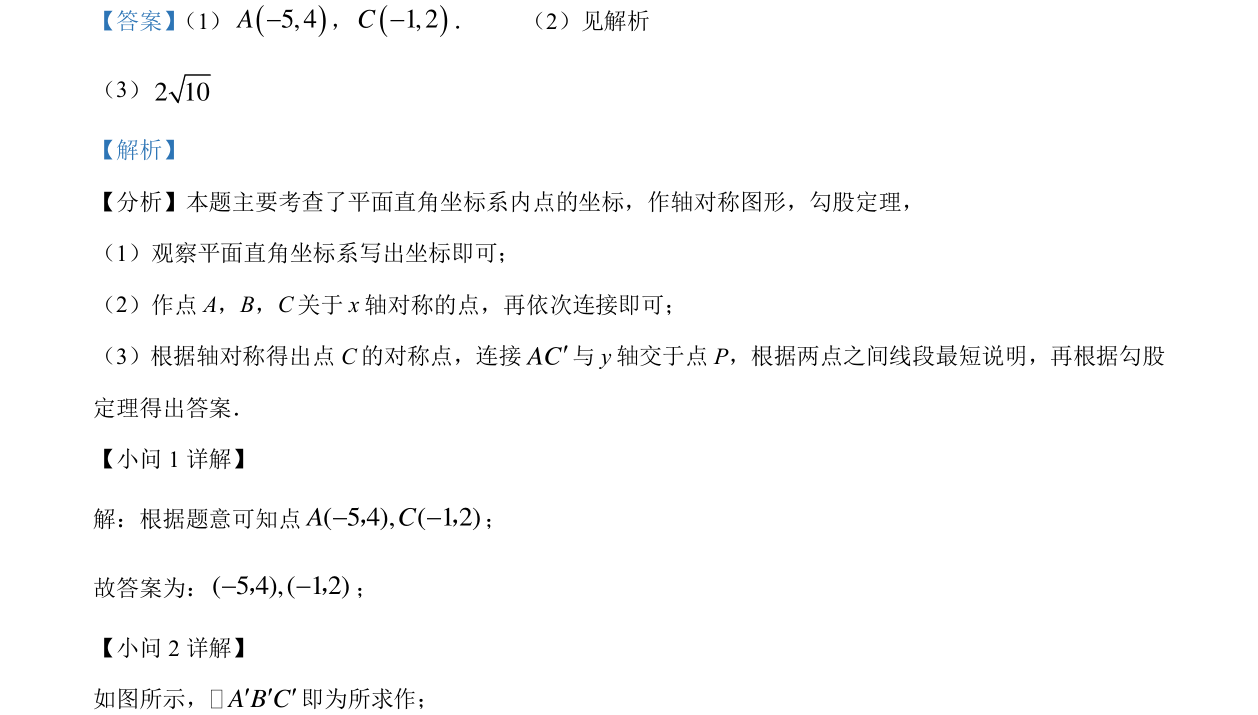 【答案】（1）A(−5,4)，C(−1,2)． （2）见解析
（3）2√10
【解析】
【分析】本题主要考查了平面直角坐标系内点的坐标，作轴对称图形，勾股定理，
（1）观察平面直角坐标系写出坐标即可；
（2）作点 A，B，C 关于 x 轴对称的点，再依次连接即可；
（3）根据轴对称得出点 C 的对称点，连接 AC′ 与 y 轴交于点 P，根据两点之间线段最短说明，再根据勾股
定理得出答案．
【小问 1 详解】
解：根据题意可知点 A(−5,4),C(−1,2)；
故答案为：(−5,4),(−1,2)；
【小问 2 详解】
如图所示，□A′B′C′ 即为所求作；